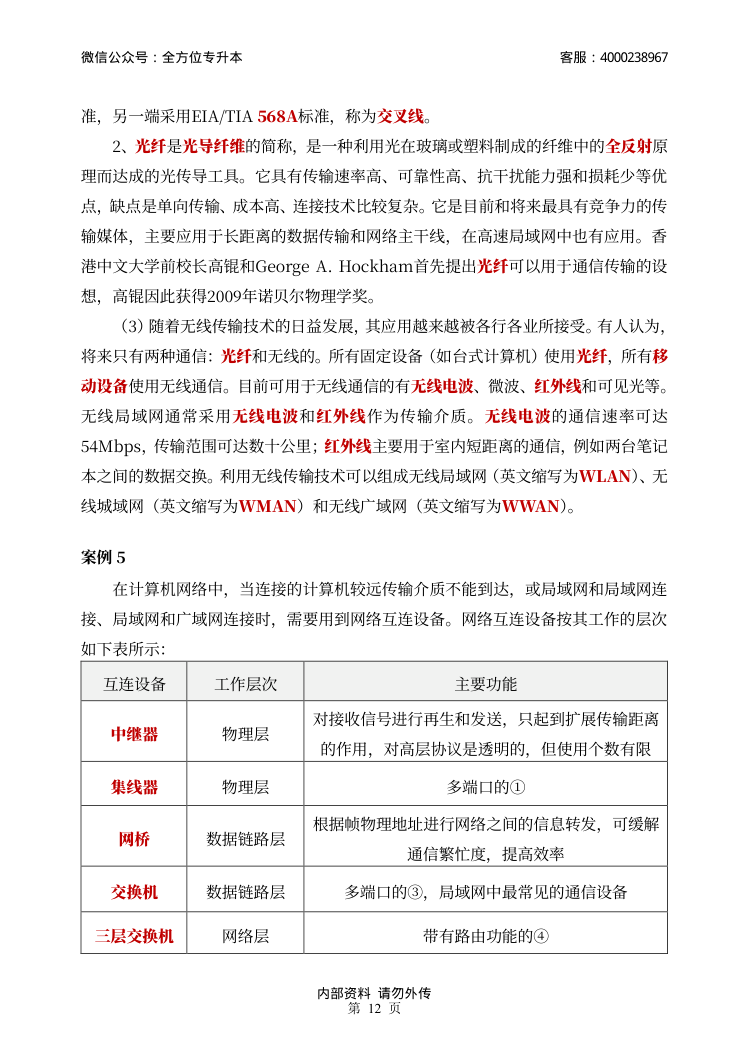 微信公众号：全方位专升本 客服：4000238967
准，另一端采用EIA/TIA 568A标准，称为交叉线。
2、光纤是光导纤维的简称，是一种利用光在玻璃或塑料制成的纤维中的全反射原
理而达成的光传导工具。它具有传输速率高、可靠性高、抗干扰能力强和损耗少等优
点，缺点是单向传输、成本高、连接技术比较复杂。它是目前和将来最具有竞争力的传
输媒体，主要应用于长距离的数据传输和网络主干线，在高速局域网中也有应用。香
港中文大学前校长高锟和George A. Hockham首先提出光纤可以用于通信传输的设
想，高锟因此获得2009年诺贝尔物理学奖。
（3）随着无线传输技术的日益发展，其应用越来越被各行各业所接受。有人认为，
将来只有两种通信：光纤和无线的。所有固定设备（如台式计算机）使用光纤，所有移
动设备使用无线通信。目前可用于无线通信的有无线电波、微波、红外线和可见光等。
无线局域网通常采用无线电波和红外线作为传输介质。无线电波的通信速率可达
54Mbps，传输范围可达数十公里；红外线主要用于室内短距离的通信，例如两台笔记
本之间的数据交换。利用无线传输技术可以组成无线局域网（英文缩写为WLAN）、无
线城域网（英文缩写为WMAN）和无线广域网（英文缩写为WWAN）。
案例 5
在计算机网络中，当连接的计算机较远传输介质不能到达，或局域网和局域网连
接、局域网和广域网连接时，需要用到网络互连设备。网络互连设备按其工作的层次
如下表所示：
互连设备 工作层次 主要功能
中继器 物理层 对接收信号进行再生和发送，只起到扩展传输距离
的作用，对高层协议是透明的，但使用个数有限
集线器 物理层 多端口的①
网桥 数据链路层 根据帧物理地址进行网络之间的信息转发，可缓解
通信繁忙度，提高效率
交换机 数据链路层 多端口的③，局域网中最常见的通信设备
三层交换机 网络层 带有路由功能的④
内部资料 请勿外传
第 12 页